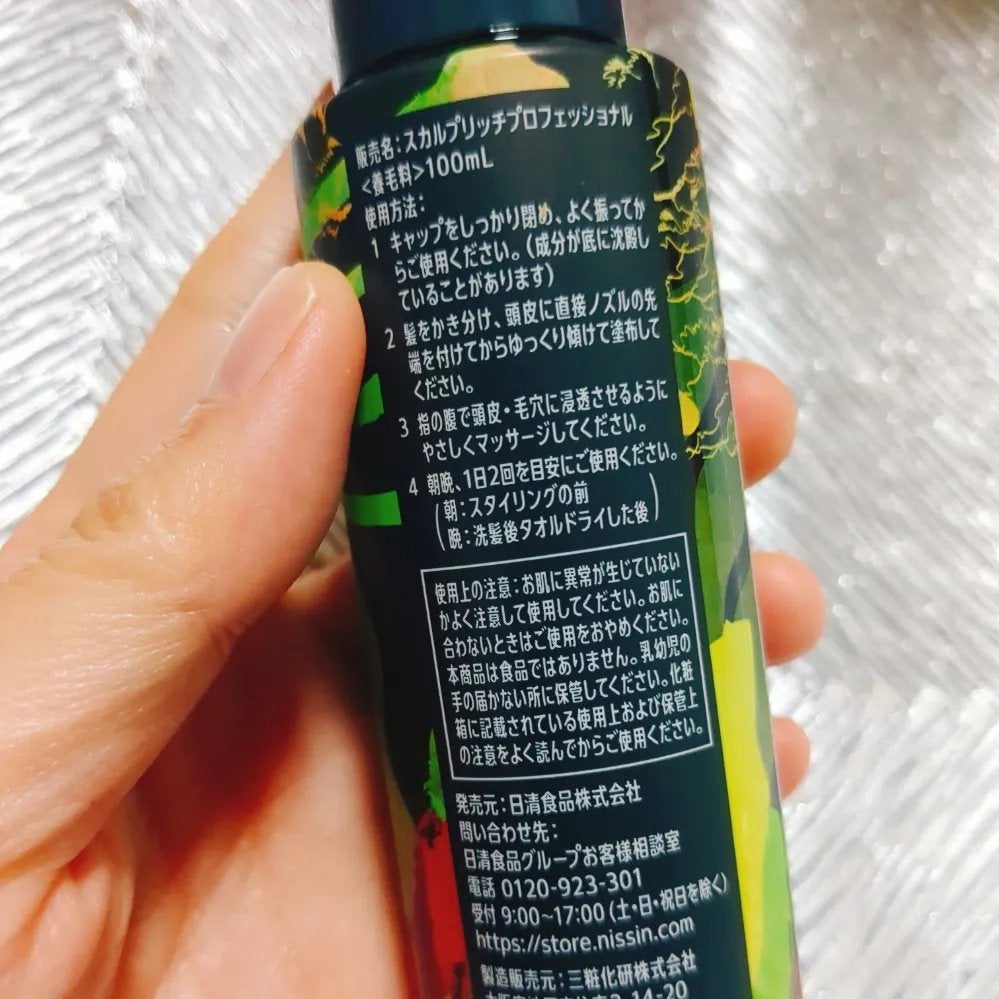 販売名：スカルプリッチプロフェッショナル
<養毛料>100mL
使用方法：
1 キャップをしっかり閉め、よく振ってか
らご使用ください。（成分が底に沈殿し
ていることがあります）
2 髪をかき分け、頭皮に直接ノズルの先
端を付けてからゆっくり傾けて塗布して
ください。
3 指の腹で頭皮・毛穴に浸透させるように
やさしくマッサージしてください。
4 朝晩、1日2回を目安にご使用ください。
（朝：スタイリングの前
晩：洗髪後タオルドライした後）
使用上の注意：お肌に異常が生じていない
かよく注意して使用してください。お肌に
合わないときはご使用をおやめください。
本商品は食品ではありません。乳幼児の
手の届かない所に保管してください。化粧
箱に記載されている使用上および保管上
の注意をよく読んでからご使用ください。
発売元：日清食品株式会社
問い合わせ先：
日清食品グループお客様相談室
電話 0120-923-301
受付 9:00~17:00（土・日・祝日を除く）
https://store.nissin.com
製造販売元：三粧化研株式会社
2-14-20